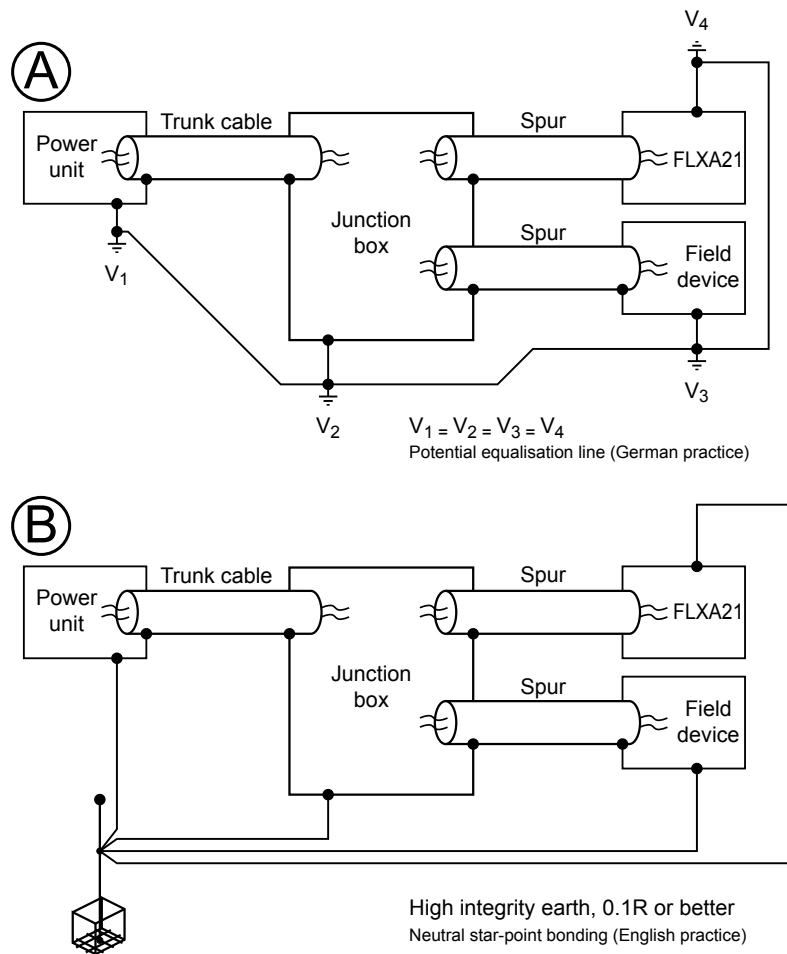 A
V4
Power
unit
Trunk cable
Spur
FLXA21
Junction
box
Spur
Field
device
V1
V2
V3
V1 = V2 = V3 = V4
Potential equalisation line (German practice)
B
Power
unit
Trunk cable
Spur
FLXA21
Junction
box
Spur
Field
device
High integrity earth, 0.1R or better
Neutral star-point bonding (English practice)